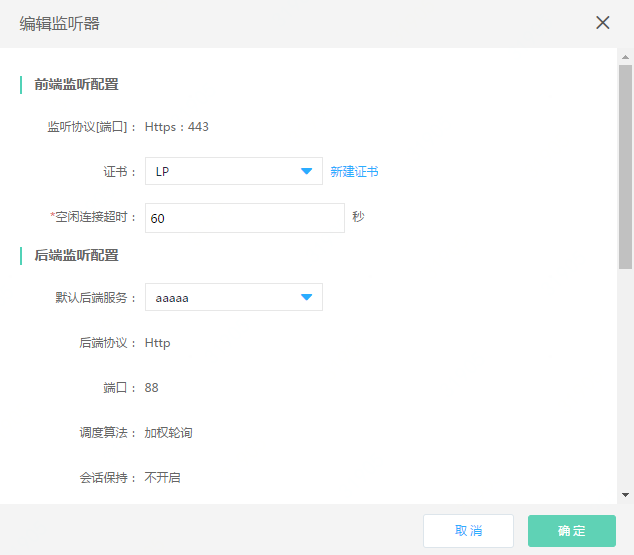 编辑监听器
前端监听配置
监听协议[端口]： Https : 443
证书： LP 新建证书
*空闲连接超时： 60 秒
后端监听配置
默认后端服务： aaaaa
后端协议： Http
端口： 88
调度算法： 加权轮询
会话保持： 不开启
取消 确定